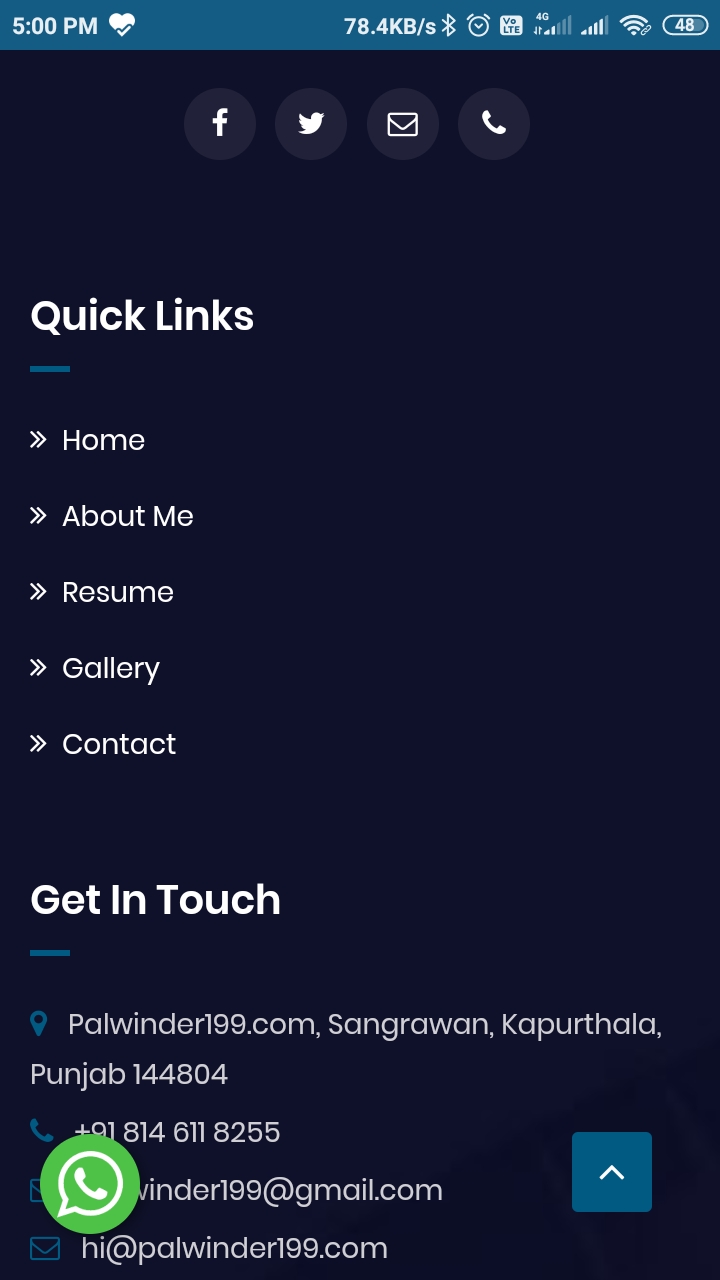 5:00 PM 78.4KB/s Vo LTE 4G 48
Quick Links
Home
About Me
Resume
Gallery
Contact
Get In Touch
Palwinder199.com, Sangrawan, Kapurthala,
Punjab 144804
+91 814 611 8255
winder199@gmail.com
hi@palwinder199.com